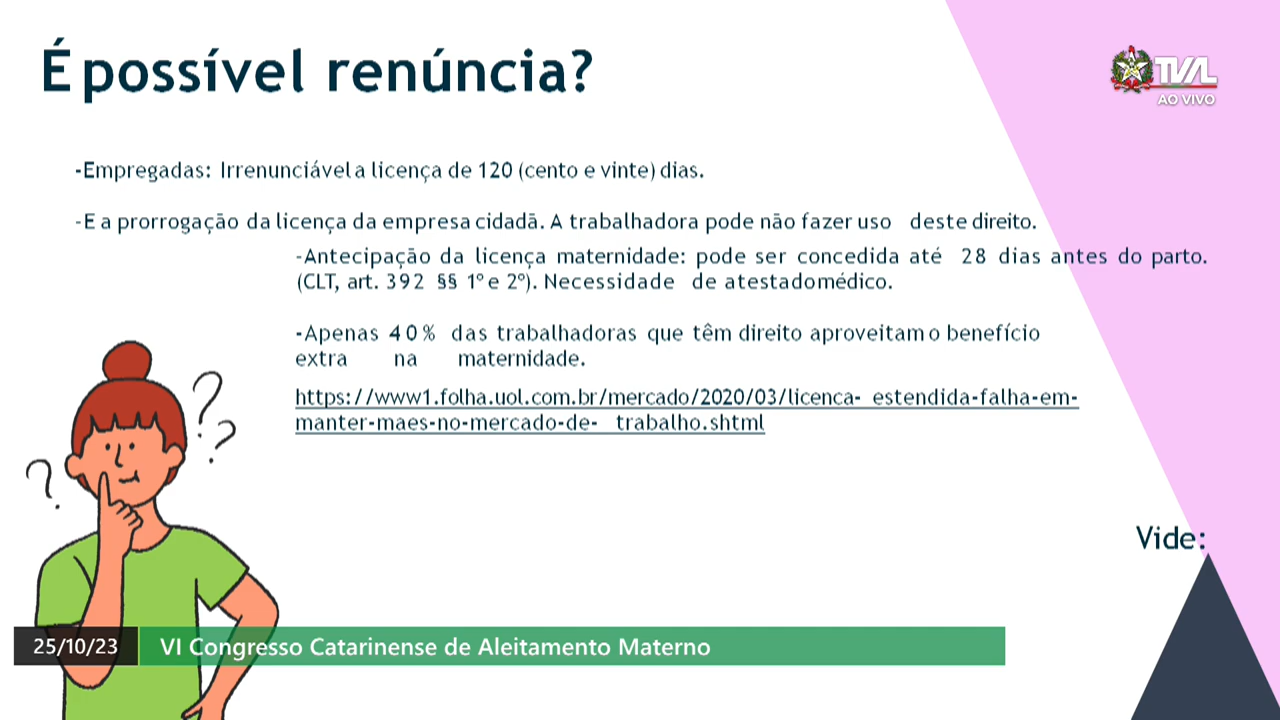 É possível renúncia?
TVAL
AO VIVO
-Empregadas: Irrenunciável a licença de 120 (cento e vinte) dias.
-E a prorrogação da licença da empresa cidadã. A trabalhadora pode não fazer uso deste direito.
-Antecipação da licença maternidade: pode ser concedida até 28 dias antes do parto.
(CLT, art. 392 §§ 1º e 2º). Necessidade de atestado médico.
-Apenas 40% das trabalhadoras que têm direito aproveitam o benefício
extra na maternidade.
https://www1.folha.uol.com.br/mercado/2020/03/licenca- estendida-falha-em-
manter-maes-no-mercado-de- trabalho.shtml
Vide:
25/10/23 VI Congresso Catarinense de Aleitamento Materno